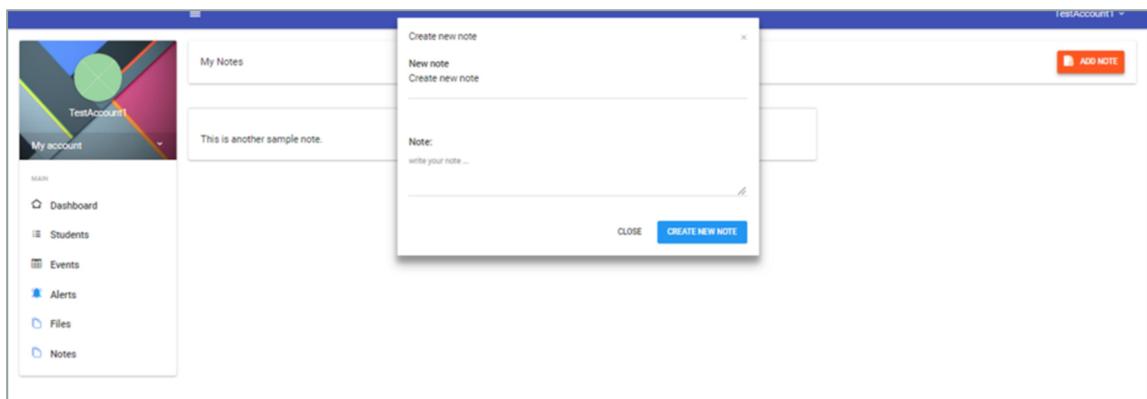 TestAccount1
Create new note ×
New note
Create new note
My Notes
ADD NOTE
TestAccount1
My account
This is another sample note.
Note:
write your note ...
CLOSE CREATE NEW NOTE
MAIN
Dashboard
Students
Events
Alerts
Files
Notes